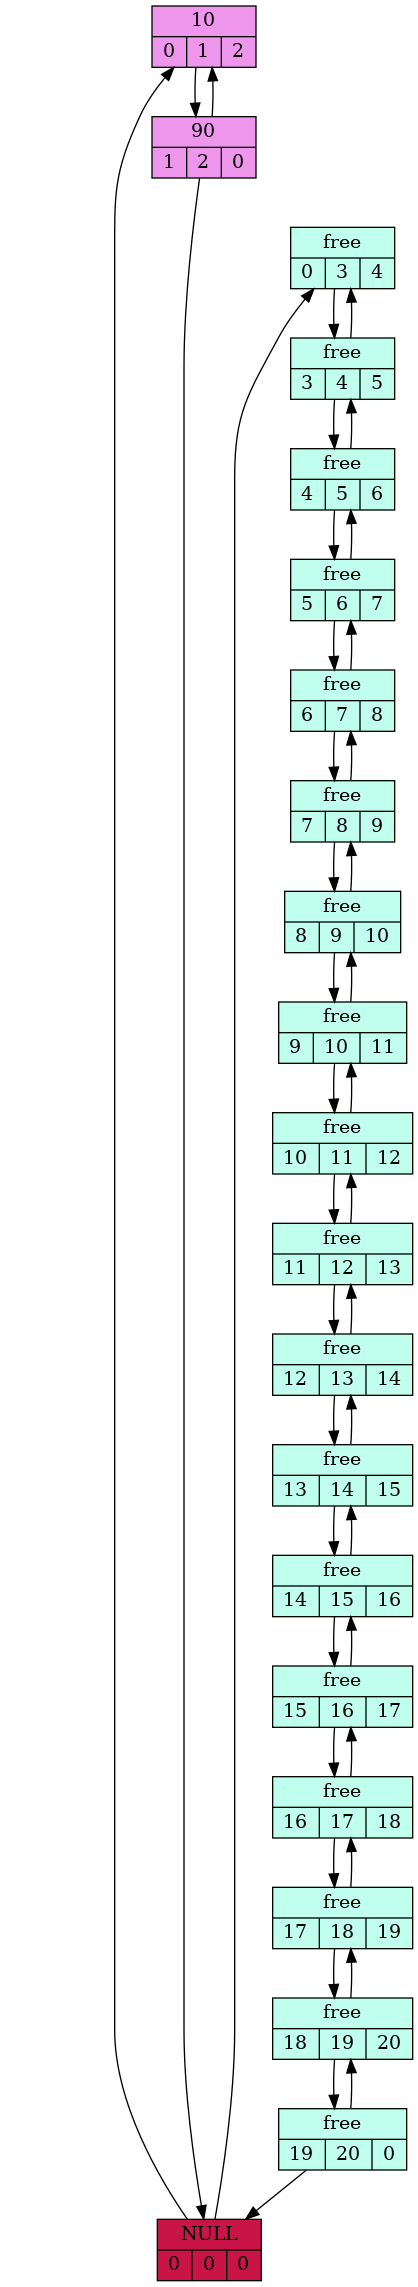 10
0 1 2
90
1 2 0
free
0 3 4
free
3 4 5
free
4 5 6
free
5 6 7
free
6 7 8
free
7 8 9
free
8 9 10
free
9 10 11
free
10 11 12
free
11 12 13
free
12 13 14
free
13 14 15
free
14 15 16
free
15 16 17
free
16 17 18
free
17 18 19
free
18 19 20
free
19 20 0
NULL
0 0 0